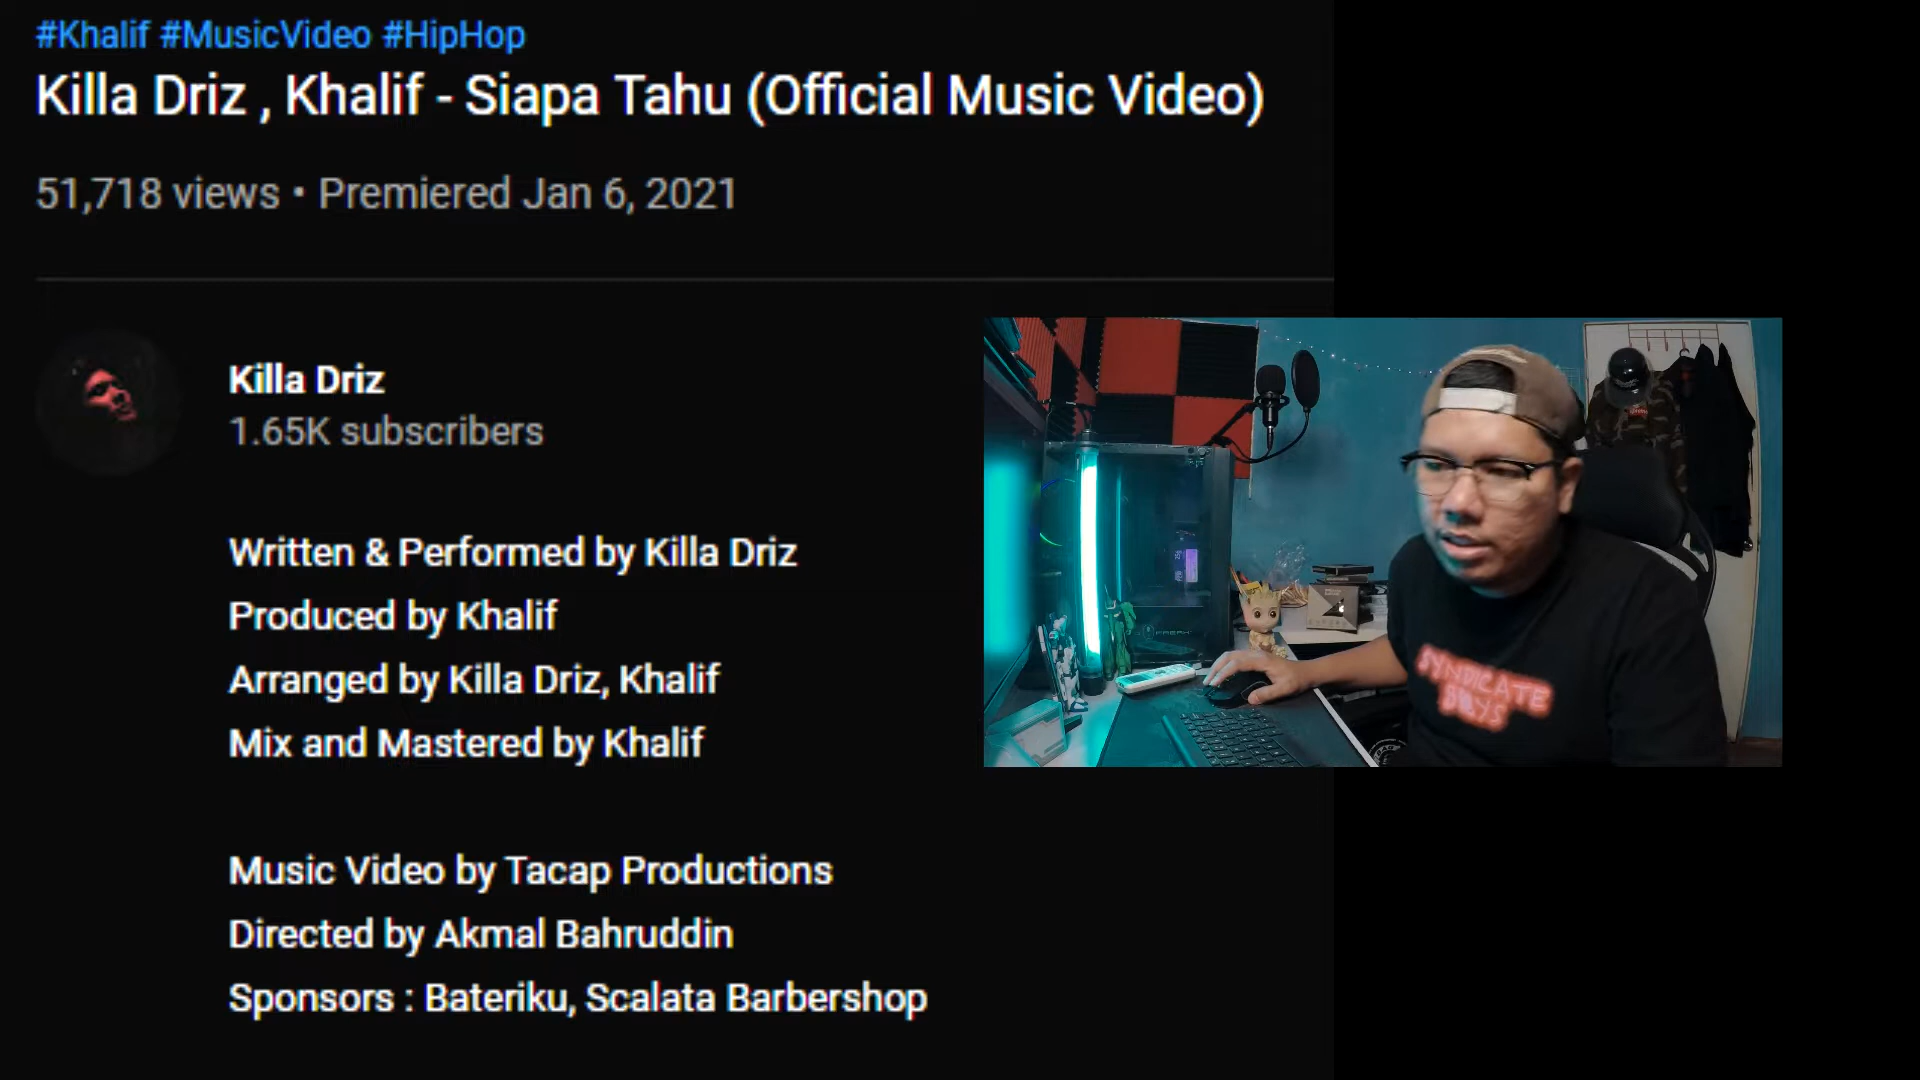 #Khalif #MusicVideo #HipHop
Killa Driz , Khalif - Siapa Tahu (Official Music Video)
51,718 views • Premiered Jan 6, 2021
Killa Driz
1.65K subscribers
Written & Performed by Killa Driz
Produced by Khalif
Arranged by Killa Driz, Khalif
Mix and Mastered by Khalif
Music Video by Tacap Productions
Directed by Akmal Bahruddin
Sponsors : Bateriku, Scalata Barbershop
SYNDICATE
BOYS